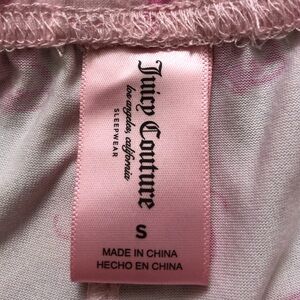 Juicy Couture
los angeles, california
SLEEPWEAR
S
MADE IN CHINA
HECHO EN CHINA